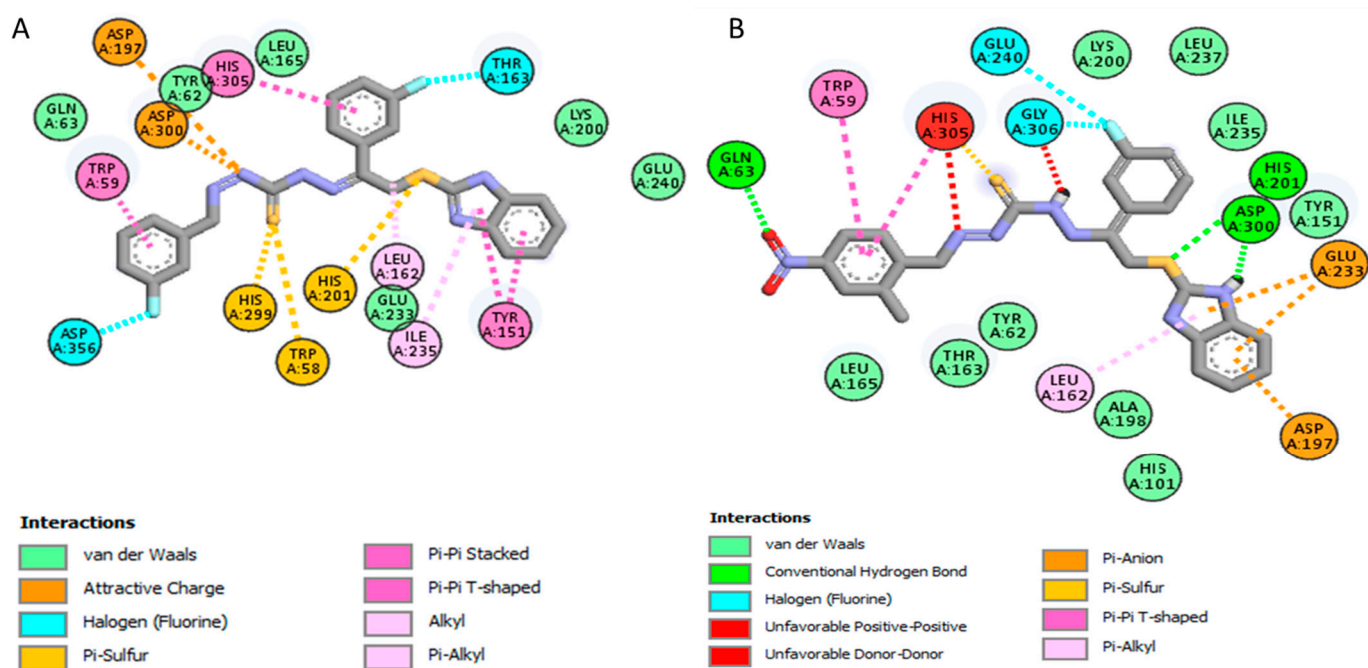 A
ASP
A:197
TYR
A:62
HIS
A:305
LEU
A:165
THR
A:163
GLN
A:63
ASP
A:300
LYS
A:200
TRP
A:59
GLU
A:240
LEU
A:162
HIS
A:299
HIS
A:201
GLU
A:233
ILE
A:235
TYR
A:151
ASP
A:356
TRP
A:58
Interactions
van der Waals
Attractive Charge
Halogen (Fluorine)
Pi-Sulfur
Pi-Pi Stacked
Pi-Pi T-shaped
Alkyl
Pi-Alkyl
B
GLU
A:240
LYS
A:200
LEU
A:237
TRP
A:59
HIS
A:305
GLY
A:306
ILE
A:235
GLN
A:63
HIS
A:201
ASP
A:300
TYR
A:151
GLU
A:233
TYR
A:62
THR
A:163
LEU
A:165
LEU
A:162
ALA
A:198
ASP
A:197
HIS
A:101
Interactions
van der Waals
Conventional Hydrogen Bond
Halogen (Fluorine)
Unfavorable Positive-Positive
Unfavorable Donor-Donor
Pi-Anion
Pi-Sulfur
Pi-Pi T-shaped
Pi-Alkyl